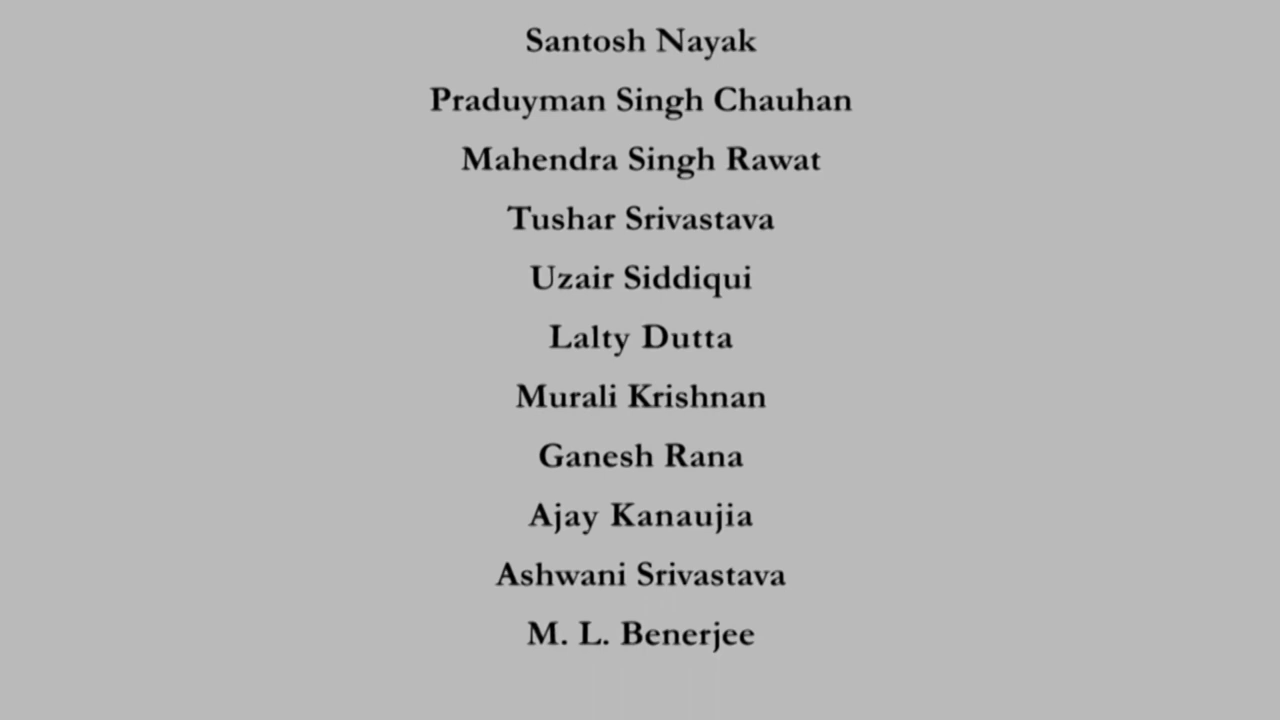 Santosh Nayak
Praduyman Singh Chauhan
Mahendra Singh Rawat
Tushar Srivastava
Uzair Siddiqui
Lalty Dutta
Murali Krishnan
Ganesh Rana
Ajay Kanaujia
Ashwani Srivastava
M. L. Benerjee